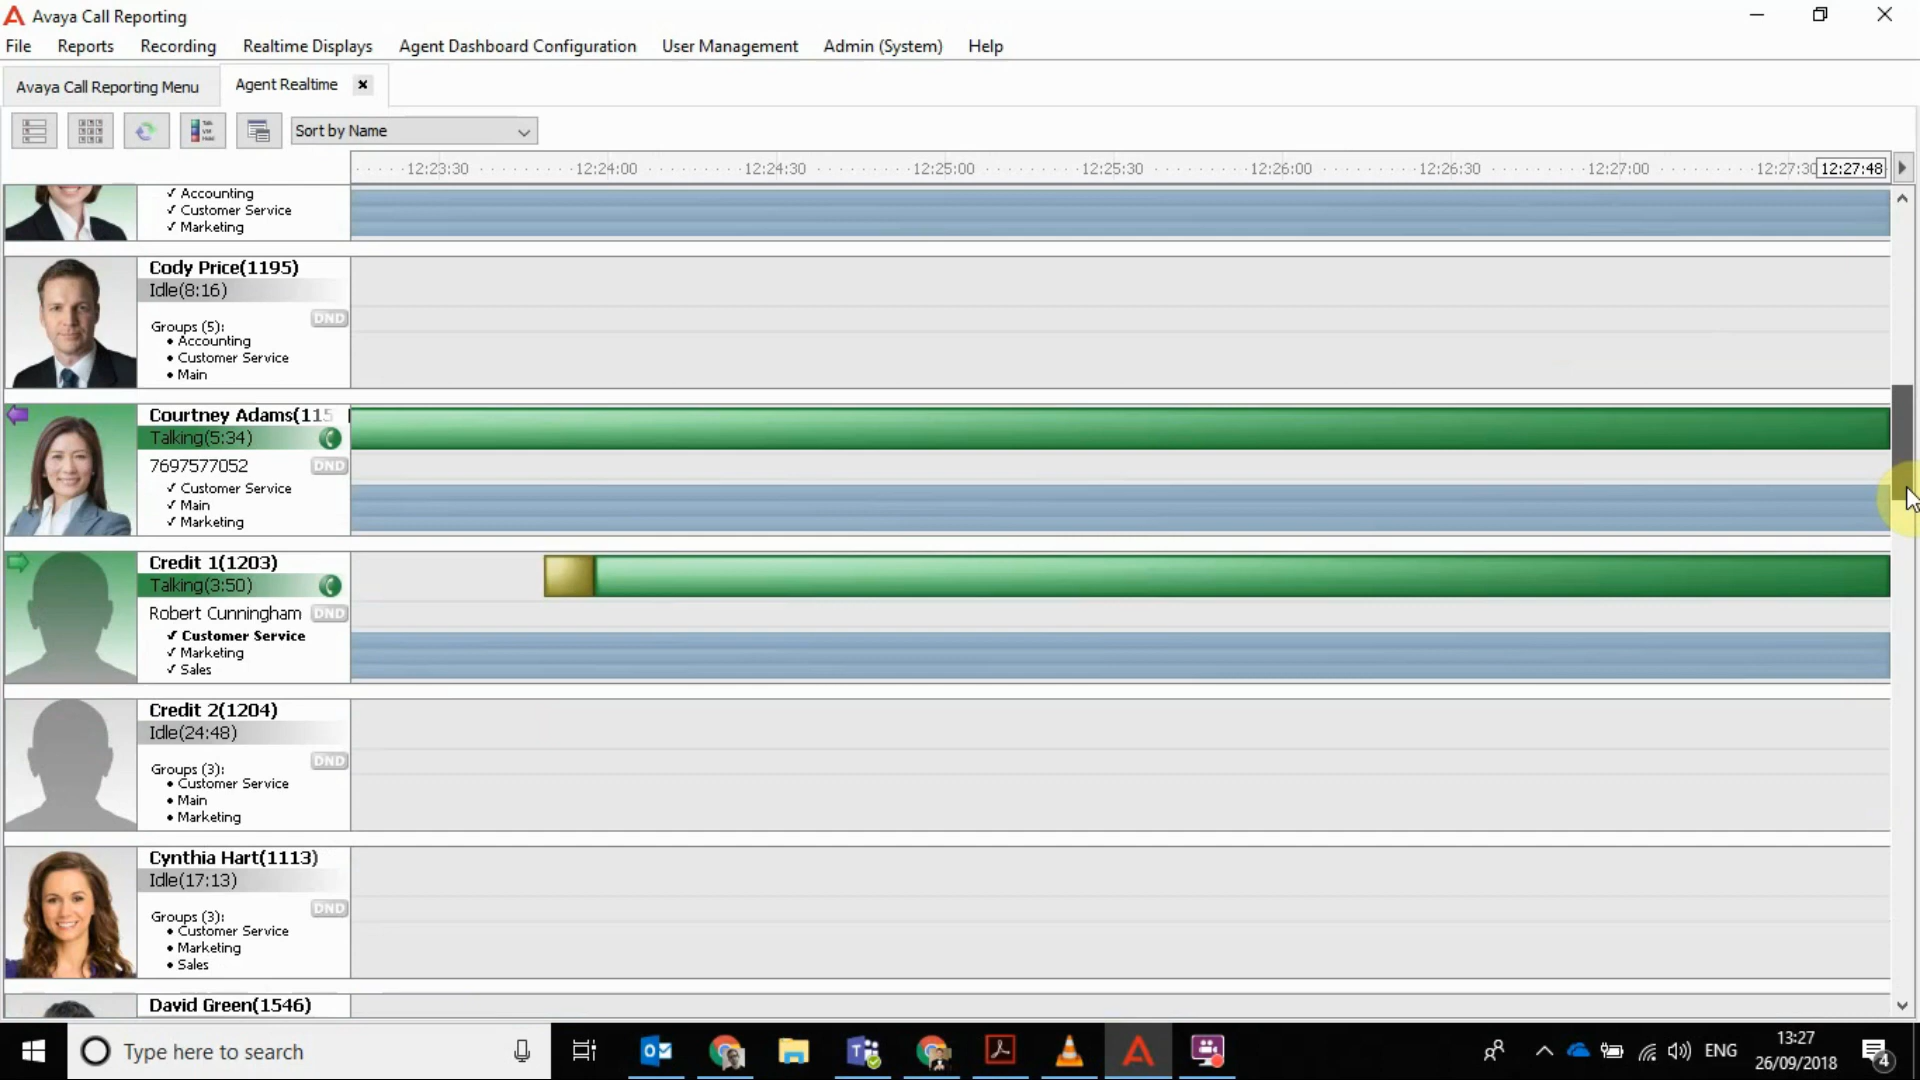 Avaya Call Reporting
File Reports Recording Realtime Displays Agent Dashboard Configuration User Management Admin (System) Help
Avaya Call Reporting Menu Agent Realtime
Sort by Name
12:23:30 12:24:00 12:24:30 12:25:00 12:25:30 12:26:00 12:26:30 12:27:00 12:27:30 12:27:48
✓ Accounting
✓ Customer Service
✓ Marketing
Cody Price(1195)
Idle(8:16)
DND
Groups (5):
• Accounting
• Customer Service
• Main
Courtney Adams(115
Talking(5:34)
7697577052 DND
✓ Customer Service
✓ Main
✓ Marketing
Credit 1(1203)
Talking(3:50)
Robert Cunningham DND
✓ Customer Service
✓ Marketing
✓ Sales
Credit 2(1204)
Idle(24:48)
DND
Groups (3):
• Customer Service
• Main
• Marketing
Cynthia Hart(1113)
Idle(17:13)
DND
Groups (3):
• Customer Service
• Marketing
• Sales
David Green(1546)
Type here to search
ENG
13:27
26/09/2018
4